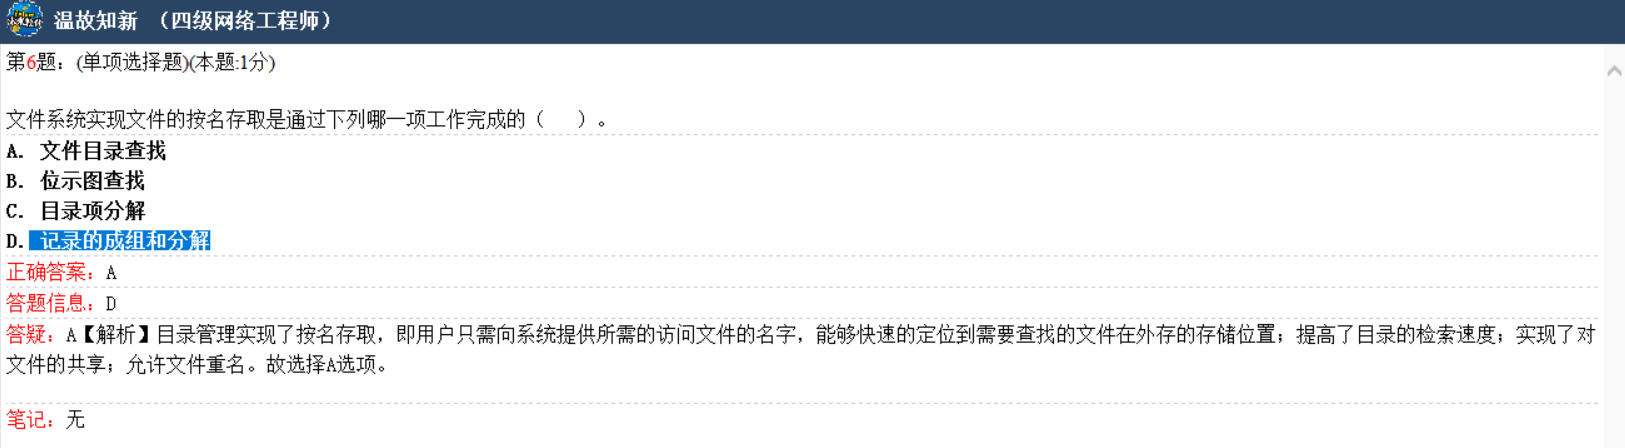 温故知新 （四级网络工程师）
第6题：(单项选择题)(本题:1分)
文件系统实现文件的按名存取是通过下列哪一项工作完成的（　　）。
A. 文件目录查找
B. 位示图查找
C. 目录项分解
D. 记录的成组和分解
正确答案：A
答题信息：D
答疑：A【解析】目录管理实现了按名存取，即用户只需向系统提供所需的访问文件的名字，能够快速的定位到需要查找的文件在外存的存储位置；提高了目录的检索速度；实现了对
文件的共享；允许文件重名。故选择A选项。
笔记：无